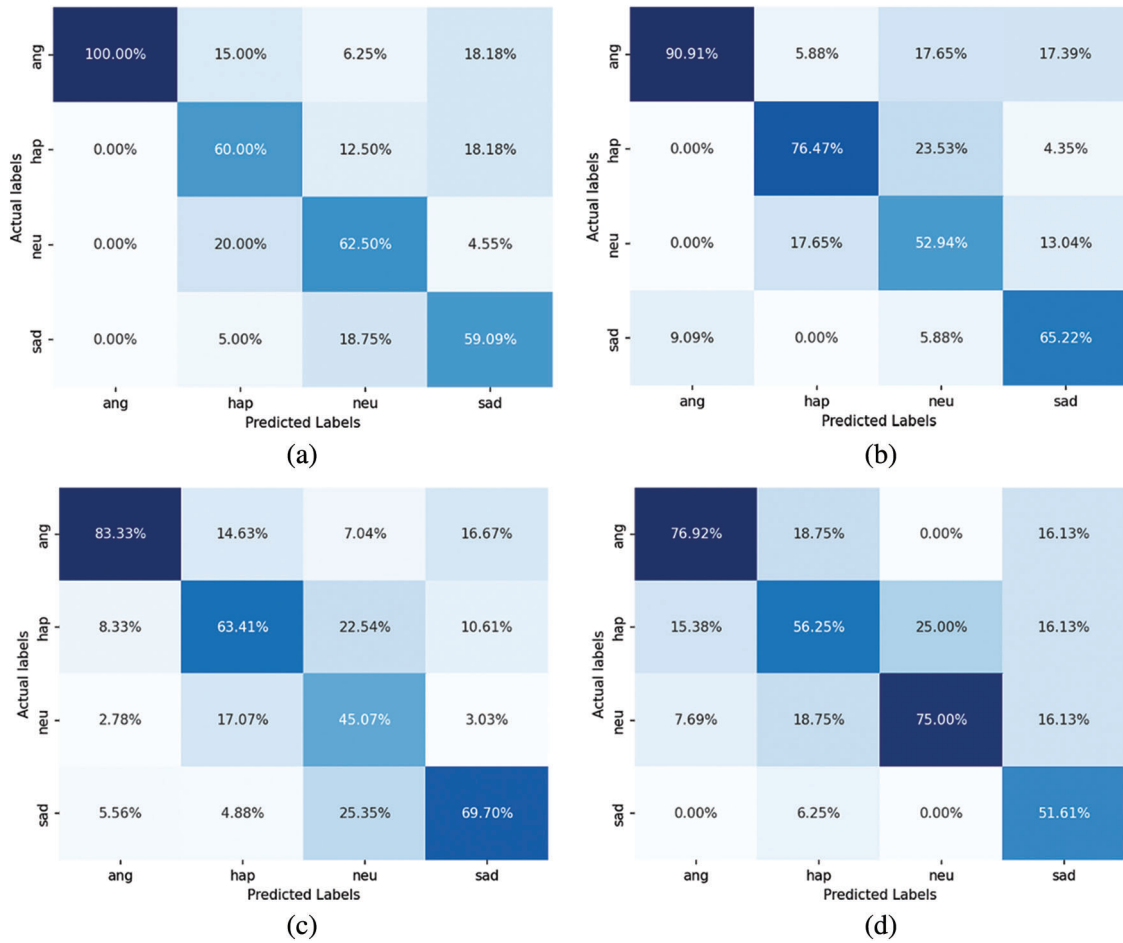 ang 100.00% 15.00% 6.25% 18.18%
hap 0.00% 60.00% 12.50% 18.18%
neu 0.00% 20.00% 62.50% 4.55%
sad 0.00% 5.00% 18.75% 59.09%
Actual labels
ang hap neu sad
Predicted Labels
(a)
ang 90.91% 5.88% 17.65% 17.39%
hap 0.00% 76.47% 23.53% 4.35%
neu 0.00% 17.65% 52.94% 13.04%
sad 9.09% 0.00% 5.88% 65.22%
Actual labels
ang hap neu sad
Predicted Labels
(b)
ang 83.33% 14.63% 7.04% 16.67%
hap 8.33% 63.41% 22.54% 10.61%
neu 2.78% 17.07% 45.07% 3.03%
sad 5.56% 4.88% 25.35% 69.70%
Actual labels
ang hap neu sad
Predicted Labels
(c)
ang 76.92% 18.75% 0.00% 16.13%
hap 15.38% 56.25% 25.00% 16.13%
neu 7.69% 18.75% 75.00% 16.13%
sad 0.00% 6.25% 0.00% 51.61%
Actual labels
ang hap neu sad
Predicted Labels
(d)